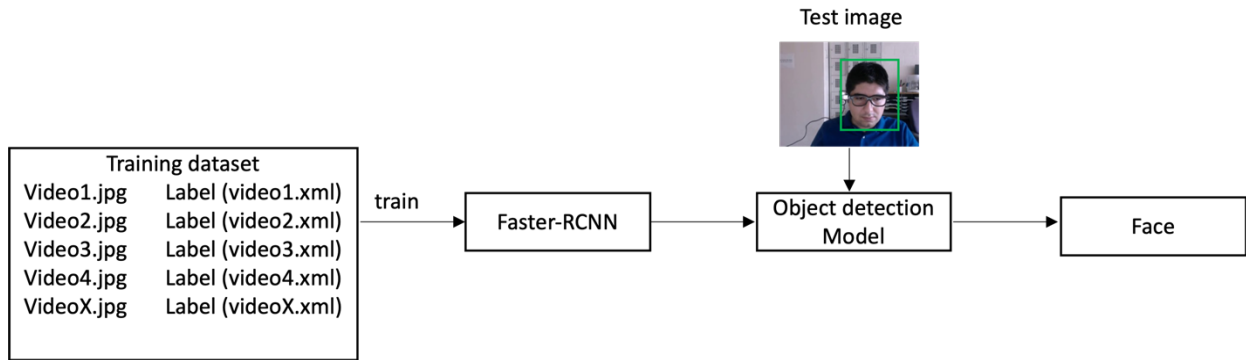 Test image
Training dataset
Video1.jpg Label (video1.xml)
Video2.jpg Label (video2.xml)
Video3.jpg Label (video3.xml)
Video4.jpg Label (video4.xml)
VideoX.jpg Label (videoX.xml)
train
Faster-RCNN
Object detection
Model
Face